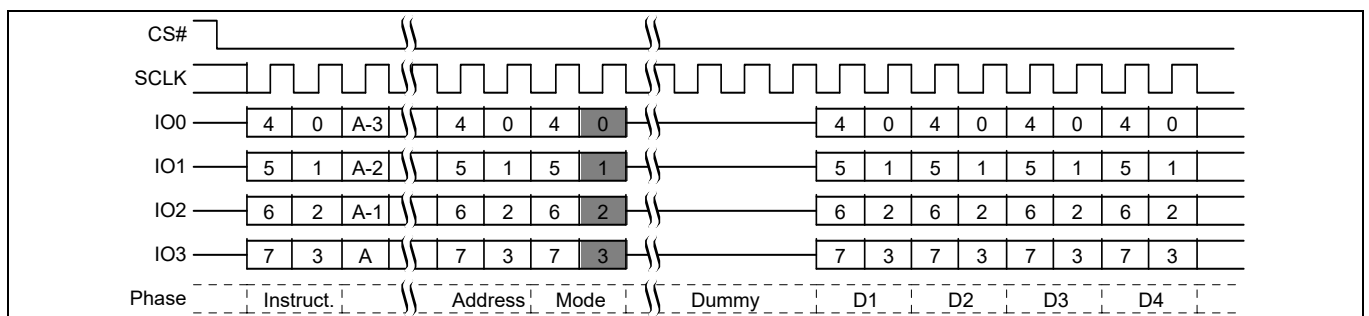 CS#
SCLK
IO0 4 0 A-3 4 0 4 0 4 0 4 0 4 0 4 0
IO1 5 1 A-2 5 1 5 1 5 1 5 1 5 1 5 1
IO2 6 2 A-1 6 2 6 2 6 2 6 2 6 2 6 2
IO3 7 3 A 7 3 7 3 7 3 7 3 7 3 7 3
Phase Instruct. Address Mode Dummy D1 D2 D3 D4